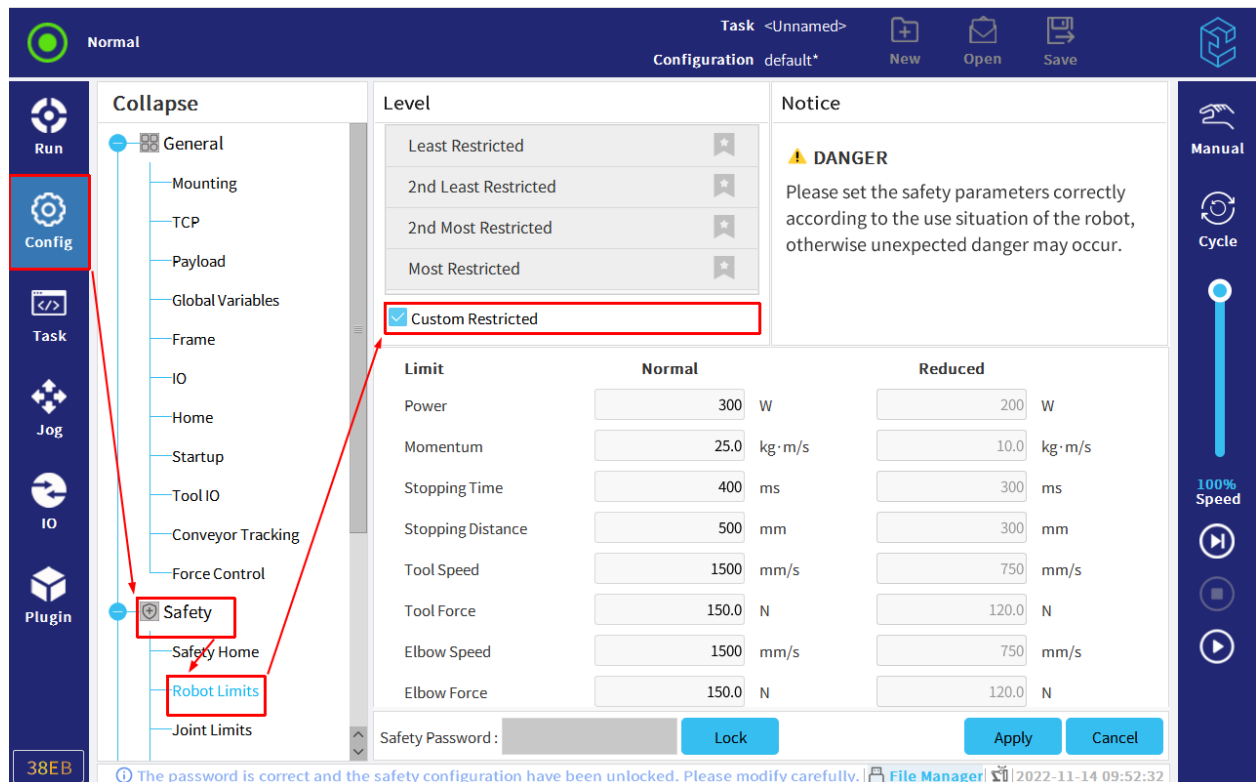 Normal
Task <Unnamed>
Configuration default*
New
Open
Save
Run
Config
Task
Jog
IO
Plugin
38EB
Collapse
General
Mounting
TCP
Payload
Global Variables
Frame
IO
Home
Startup
Tool IO
Conveyor Tracking
Force Control
Safety
Safety Home
Robot Limits
Joint Limits
Level
Least Restricted
2nd Least Restricted
2nd Most Restricted
Most Restricted
Custom Restricted
Notice
DANGER
Please set the safety parameters correctly
according to the use situation of the robot,
otherwise unexpected danger may occur.
Limit Normal Reduced
Power 300 W 200 W
Momentum 25.0 kg·m/s 10.0 kg·m/s
Stopping Time 400 ms 300 ms
Stopping Distance 500 mm 300 mm
Tool Speed 1500 mm/s 750 mm/s
Tool Force 150.0 N 120.0 N
Elbow Speed 1500 mm/s 750 mm/s
Elbow Force 150.0 N 120.0 N
Safety Password : Lock Apply Cancel
The password is correct and the safety configuration have been unlocked. Please modify carefully. File Manager 2022-11-14 09:52:32
Manual
Cycle
100%
Speed